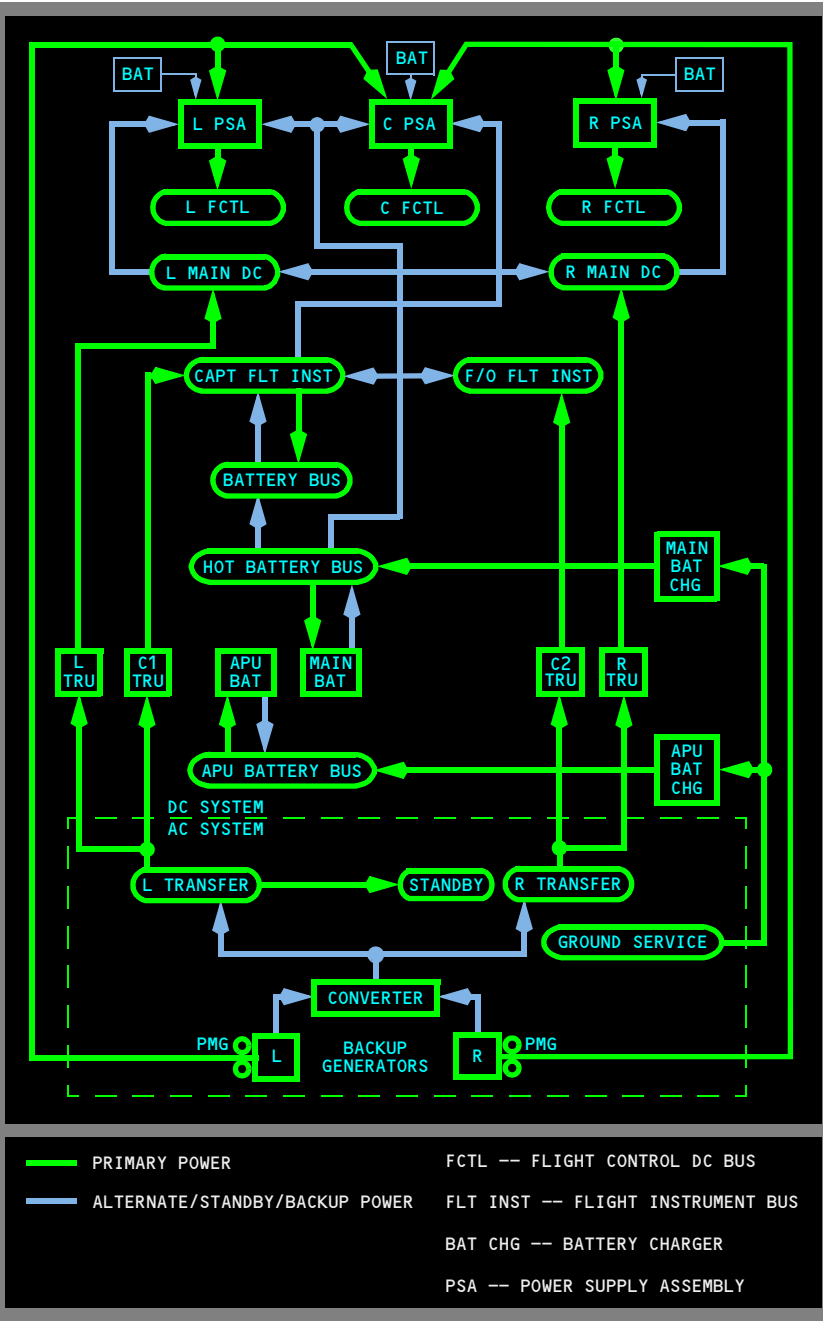 BAT
BAT
BAT
L PSA
C PSA
R PSA
L FCTL
C FCTL
R FCTL
L MAIN DC
R MAIN DC
CAPT FLT INST
F/O FLT INST
BATTERY BUS
HOT BATTERY BUS
MAIN
BAT
CHG
L
TRU
C1
TRU
APU
BAT
MAIN
BAT
C2
TRU
R
TRU
APU BATTERY BUS
APU
BAT
CHG
DC SYSTEM
AC SYSTEM
L TRANSFER
STANDBY
R TRANSFER
GROUND SERVICE
CONVERTER
PMG
L
BACKUP
GENERATORS
R
PMG
PRIMARY POWER
ALTERNATE/STANDBY/BACKUP POWER
FCTL –– FLIGHT CONTROL DC BUS
FLT INST –– FLIGHT INSTRUMENT BUS
BAT CHG –– BATTERY CHARGER
PSA –– POWER SUPPLY ASSEMBLY